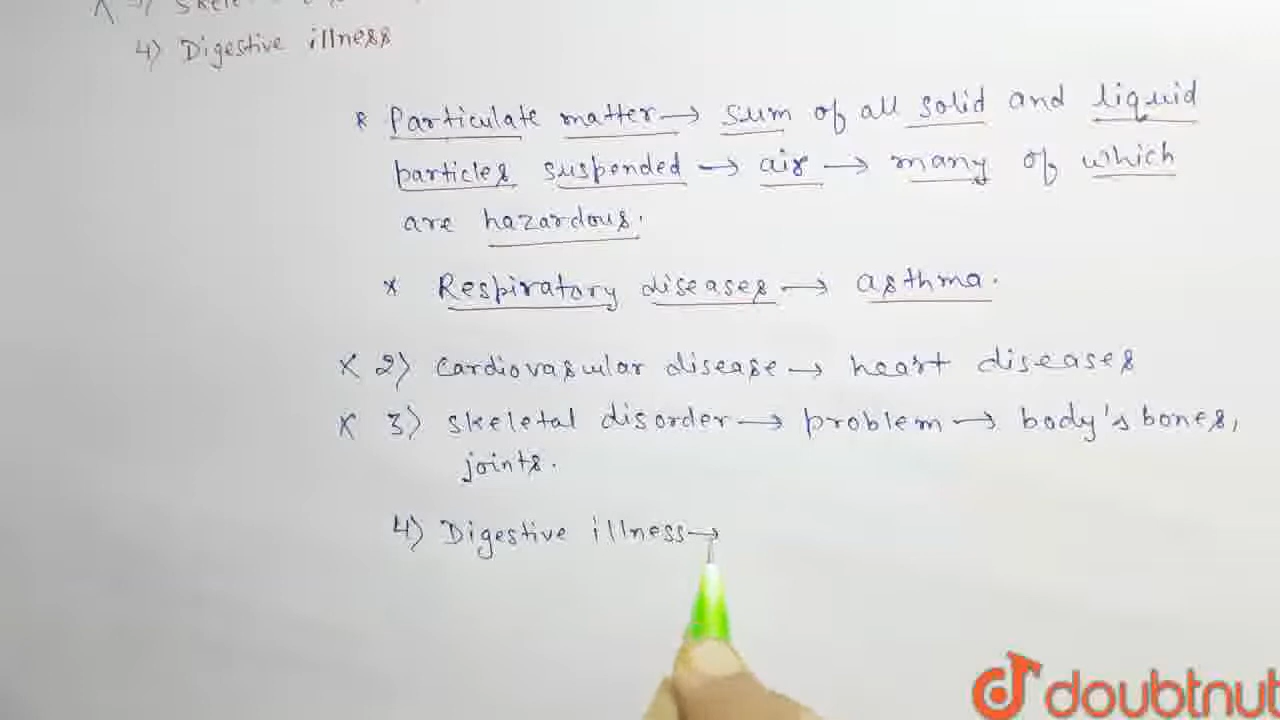 4) Digestive illness
* Particulate matter → sum of all solid and liquid
particles suspended → air → many of which
are hazardous.
* Respiratory diseases → asthma.
× 2) Cardiovascular disease → heart diseases
× 3) Skeletal disorder → problem → body's bones,
joints.
4) Digestive illness →
doubtnut